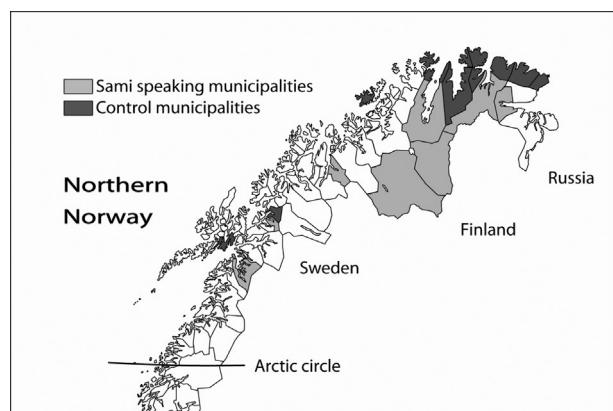 Sami speaking municipalities
Control municipalities
Northern
Norway
Russia
Finland
Sweden
Arctic circle